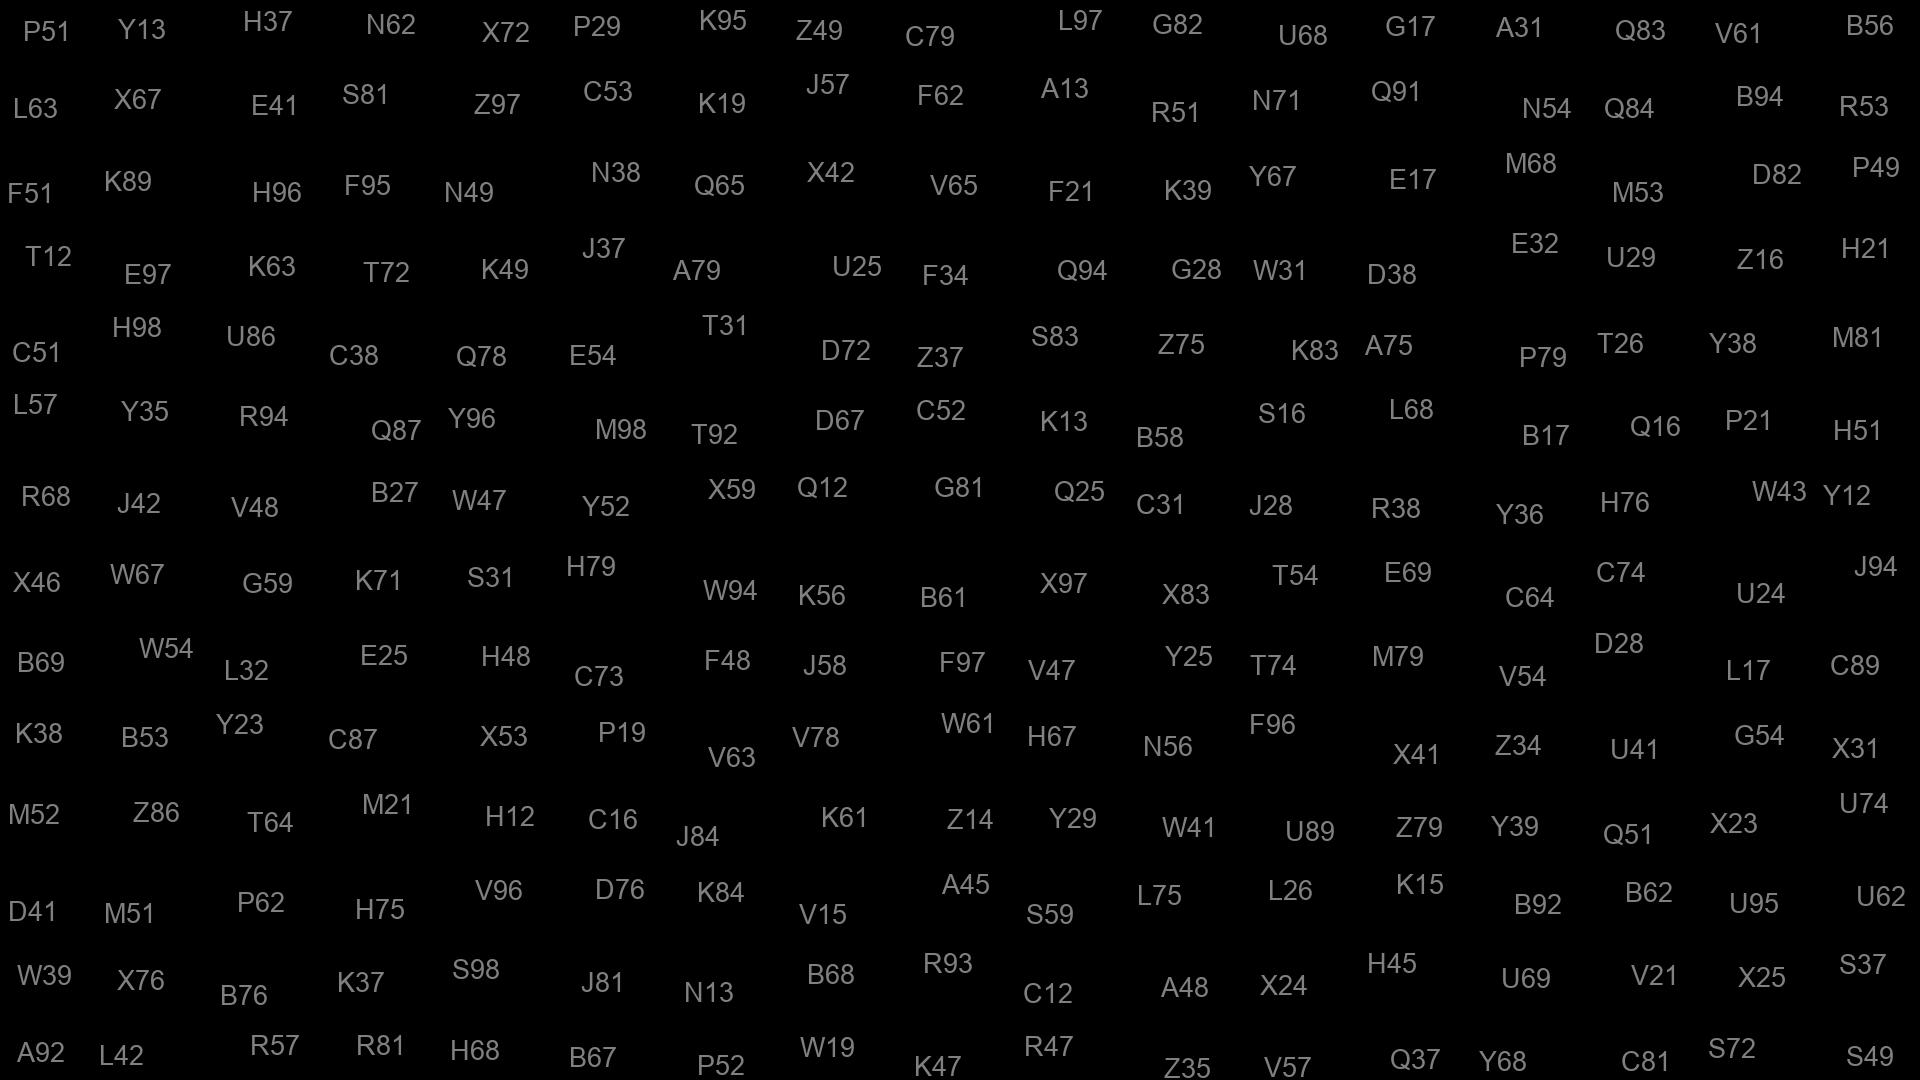 P51 Y13 H37 N62 X72 P29 K95 Z49 C79 L97 G82 U68 G17 A31 Q83 V61 B56
L63 X67 E41 S81 Z97 C53 K19 J57 F62 A13 R51 N71 Q91 N54 Q84 B94 R53
F51 K89 H96 F95 N49 N38 Q65 X42 V65 F21 K39 Y67 E17 M68 M53 D82 P49
T12 E97 K63 T72 K49 J37 A79 U25 F34 Q94 G28 W31 D38 E32 U29 Z16 H21
C51 H98 U86 C38 Q78 E54 T31 D72 Z37 S83 Z75 K83 A75 P79 T26 Y38 M81
L57 Y35 R94 Q87 Y96 M98 T92 D67 C52 K13 B58 S16 L68 B17 Q16 P21 H51
R68 J42 V48 B27 W47 Y52 X59 Q12 G81 Q25 C31 J28 R38 Y36 H76 W43 Y12
X46 W67 G59 K71 S31 H79 W94 K56 B61 X97 X83 T54 E69 C64 C74 U24 J94
B69 W54 L32 E25 H48 C73 F48 J58 F97 V47 Y25 T74 M79 V54 D28 L17 C89
K38 B53 Y23 C87 X53 P19 V63 V78 W61 H67 N56 F96 X41 Z34 U41 G54 X31
M52 Z86 T64 M21 H12 C16 J84 K61 Z14 Y29 W41 U89 Z79 Y39 Q51 X23 U74
D41 M51 P62 H75 V96 D76 K84 V15 A45 S59 L75 L26 K15 B92 B62 U95 U62
W39 X76 B76 K37 S98 J81 N13 B68 R93 C12 A48 X24 H45 U69 V21 X25 S37
A92 L42 R57 R81 H68 B67 P52 W19 K47 R47 Z35 V57 Q37 Y68 C81 S72 S49